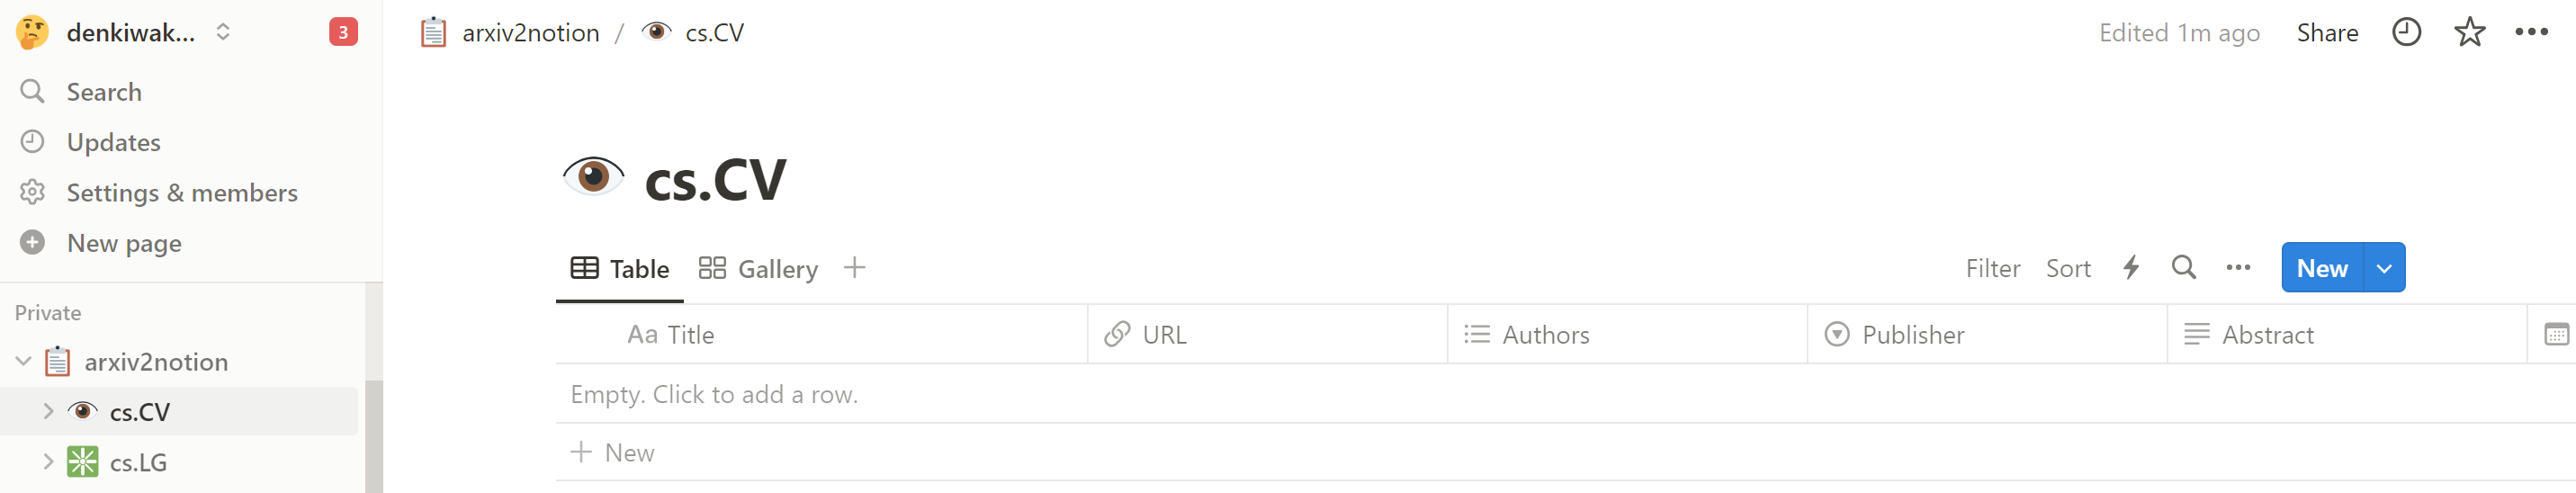 denkiwak...
3
Search
Updates
Settings & members
New page
Private
arxiv2notion
cs.CV
cs.LG
arxiv2notion / cs.CV
Edited 1m ago Share
cs.CV
Table Gallery
Filter Sort New
Aa Title URL Authors Publisher Abstract
Empty. Click to add a row.
New